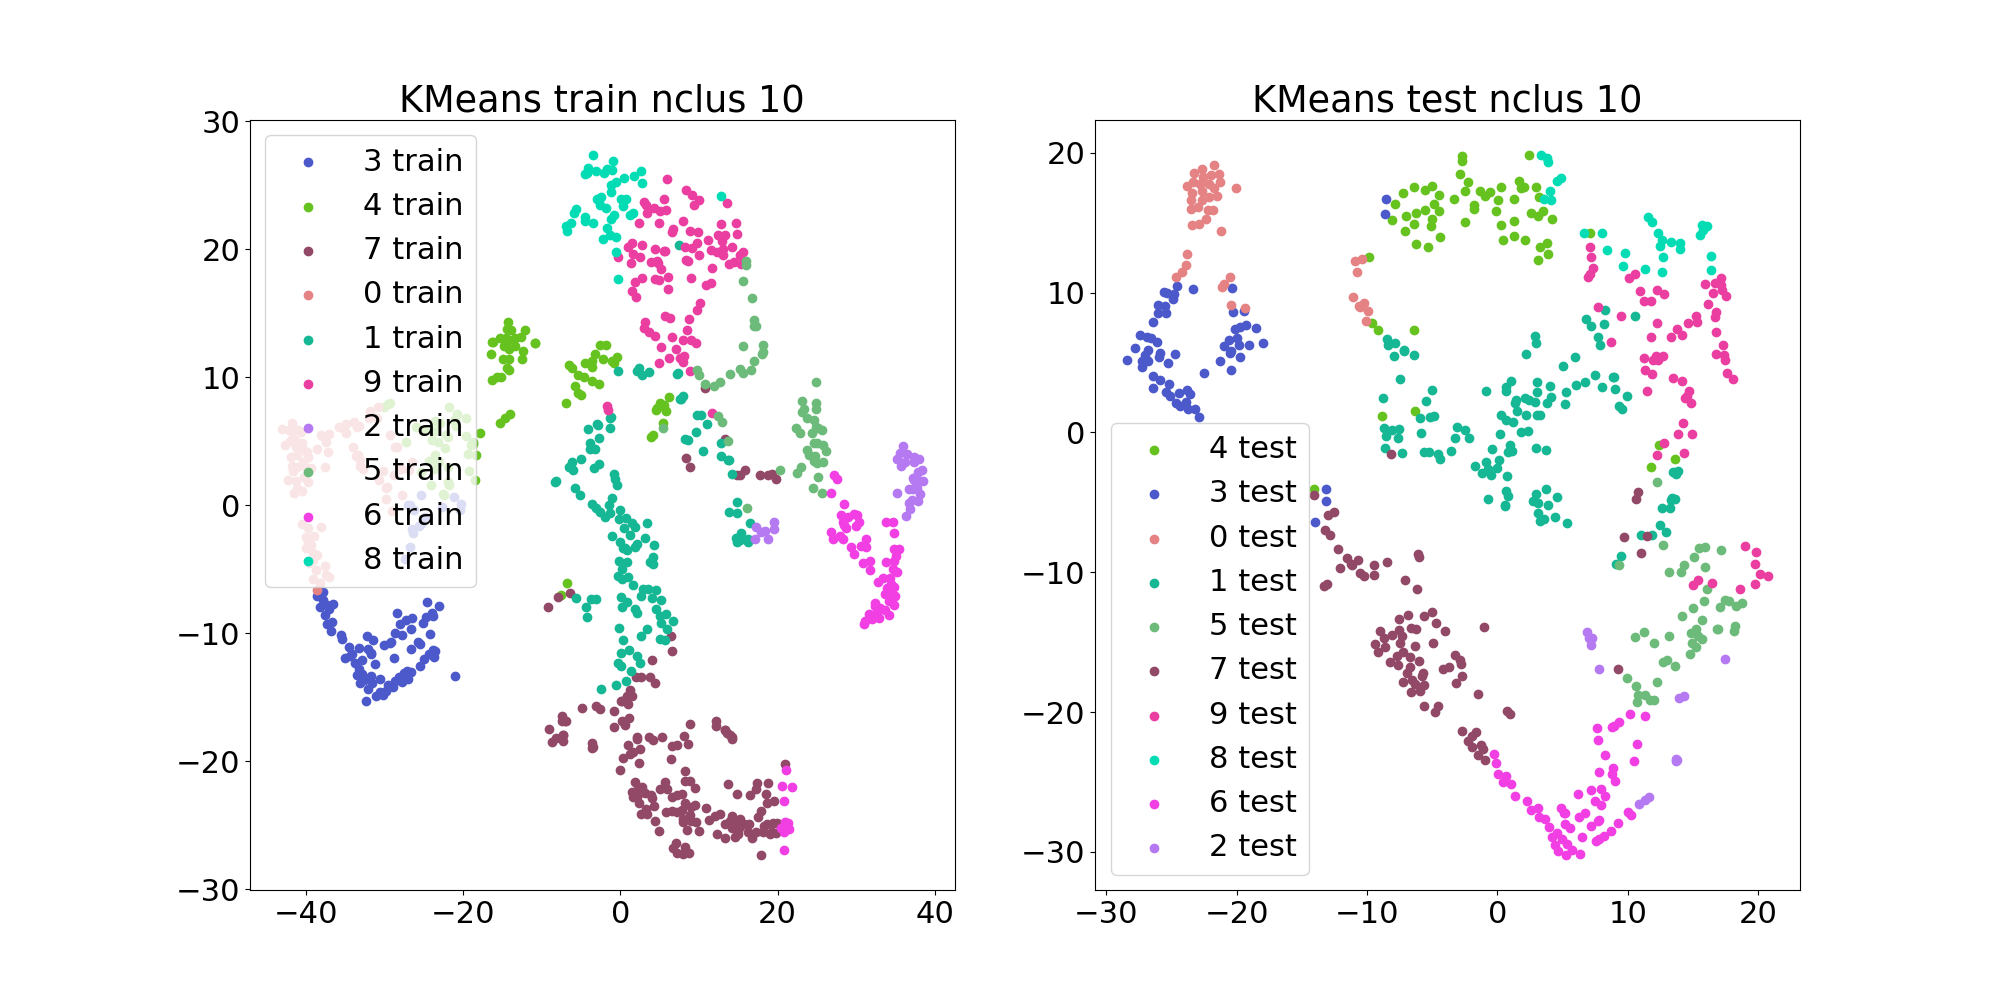 KMeans train nclus 10
30
20
10
0
−10
−20
−30
3 train
4 train
7 train
0 train
1 train
9 train
2 train
5 train
6 train
8 train
−40
−20
0
20
40
KMeans test nclus 10
20
10
0
−10
−20
−30
4 test
3 test
0 test
1 test
5 test
7 test
9 test
8 test
6 test
2 test
−30
−20
−10
0
10
20